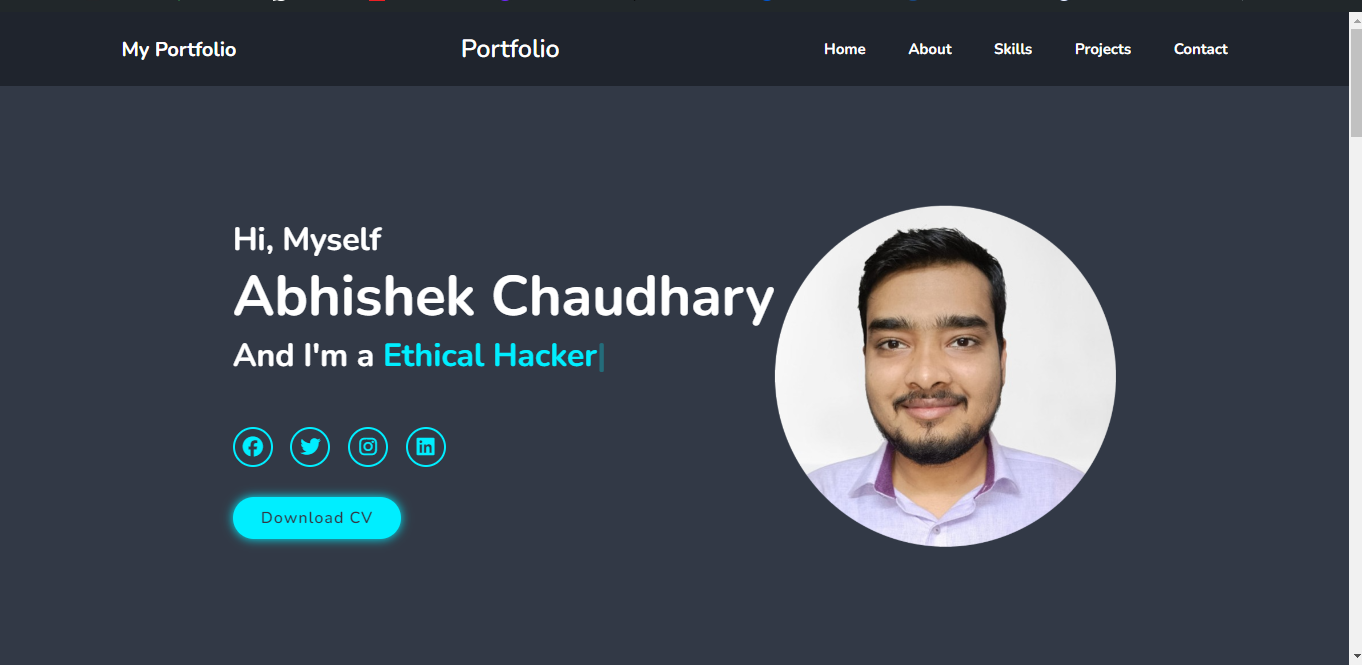 My Portfolio Portfolio Home About Skills Projects Contact
Hi, Myself
Abhishek Chaudhary
And I'm a Ethical Hacker|
Download CV